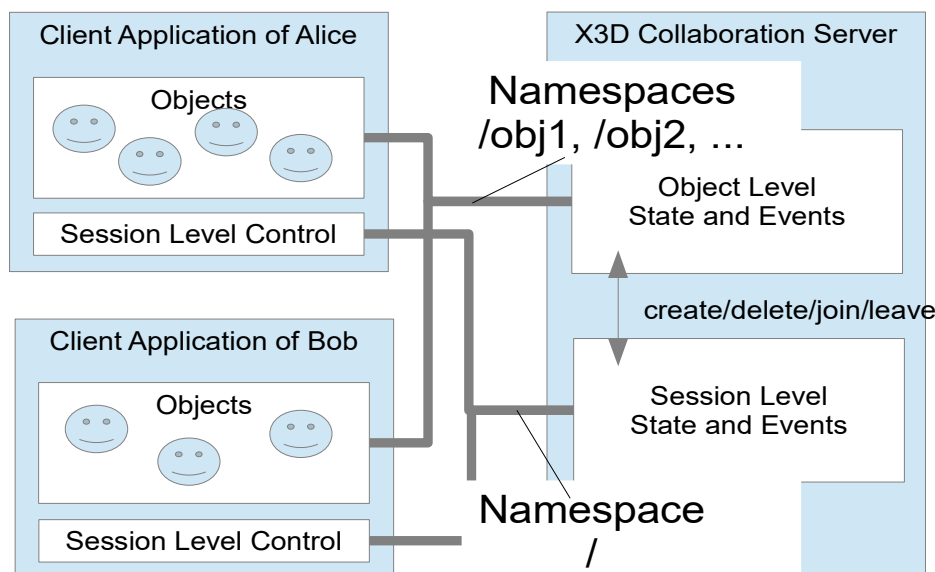 Client Application of Alice
Objects
Session Level Control
X3D Collaboration Server
Namespaces
/obj1, /obj2, ...
Object Level
State and Events
create/delete/join/leave
Client Application of Bob
Objects
Session Level Control
Session Level
State and Events
Namespace
/